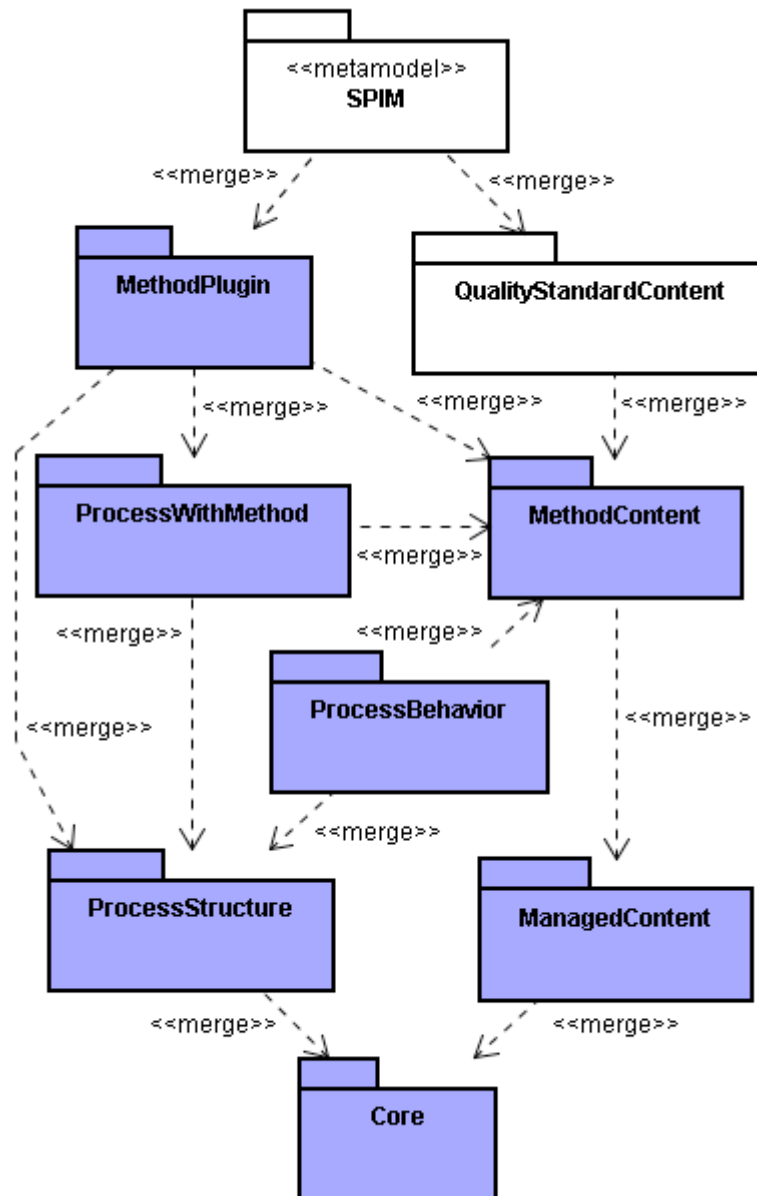 <<metamodel>>
SPIM
<<merge>>
<<merge>>
MethodPlugin
QualityStandardContent
<<merge>>
<<merge>>
<<merge>>
ProcessWithMethod
MethodContent
<<merge>>
<<merge>>
<<merge>>
ProcessBehavior
<<merge>>
<<merge>>
<<merge>>
ProcessStructure
ManagedContent
<<merge>>
<<merge>>
Core